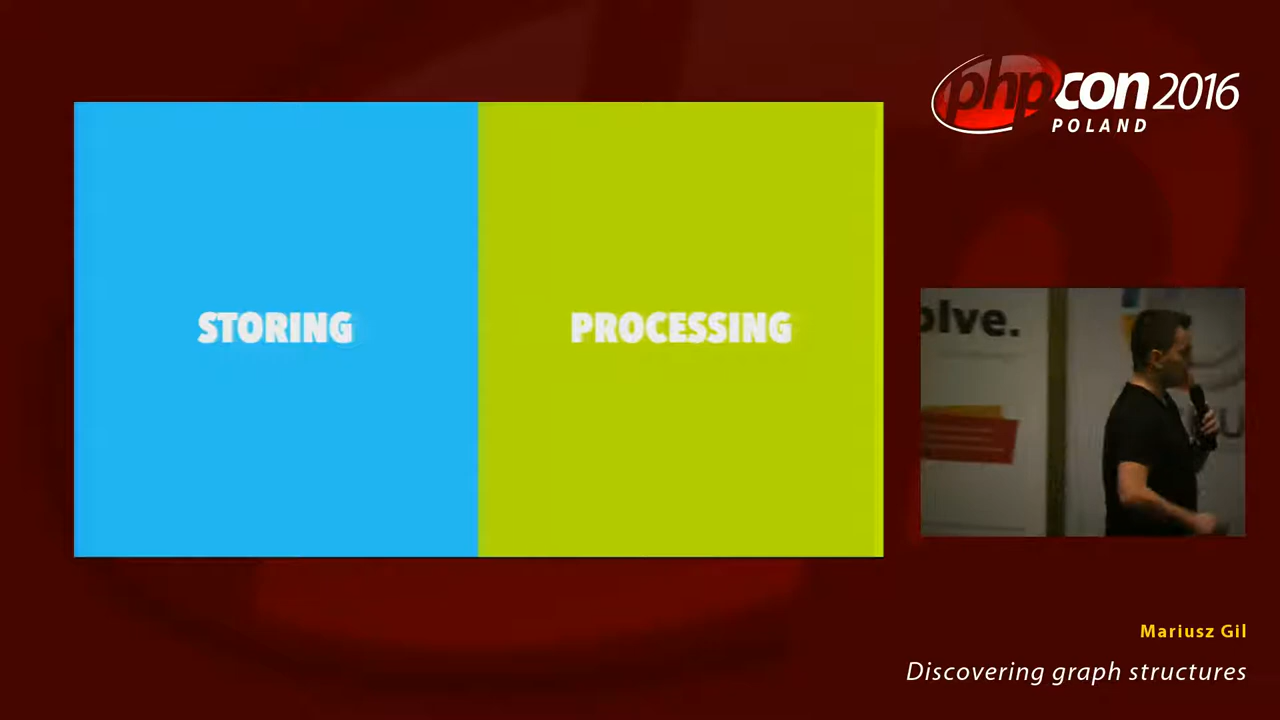 phpcon 2016
POLAND
STORING
PROCESSING
olve.
Mariusz Gil
Discovering graph structures